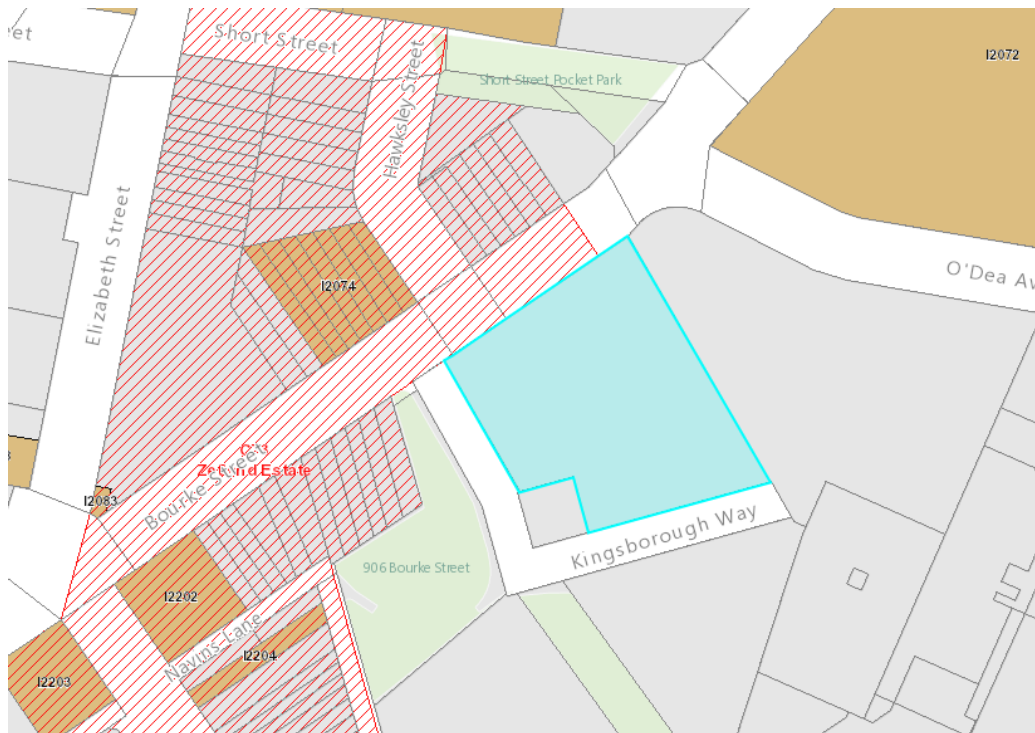 Short Street
eet
Short Street Pocket Park
I2072
Hawksley Street
Elizabeth Street
O'Dea Av
I2074
Zetland Estate
Bourke Street
I2083
Kingsborough Way
906 Bourke Street
I2202
Navins Lane
I2204
I2203